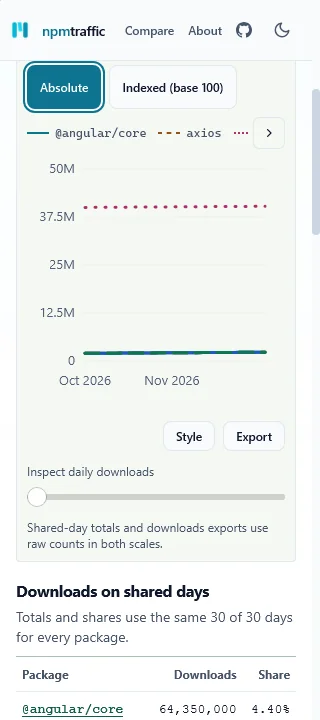 npmtraffic Compare About
Absolute Indexed (base 100)
@angular/core axios
50M
37.5M
25M
12.5M
0
Oct 2026 Nov 2026
Style Export
Inspect daily downloads
Shared-day totals and downloads exports use
raw counts in both scales.
Downloads on shared days
Totals and shares use the same 30 of 30 days
for every package.
Package Downloads Share
@angular/core 64,350,000 4.40%